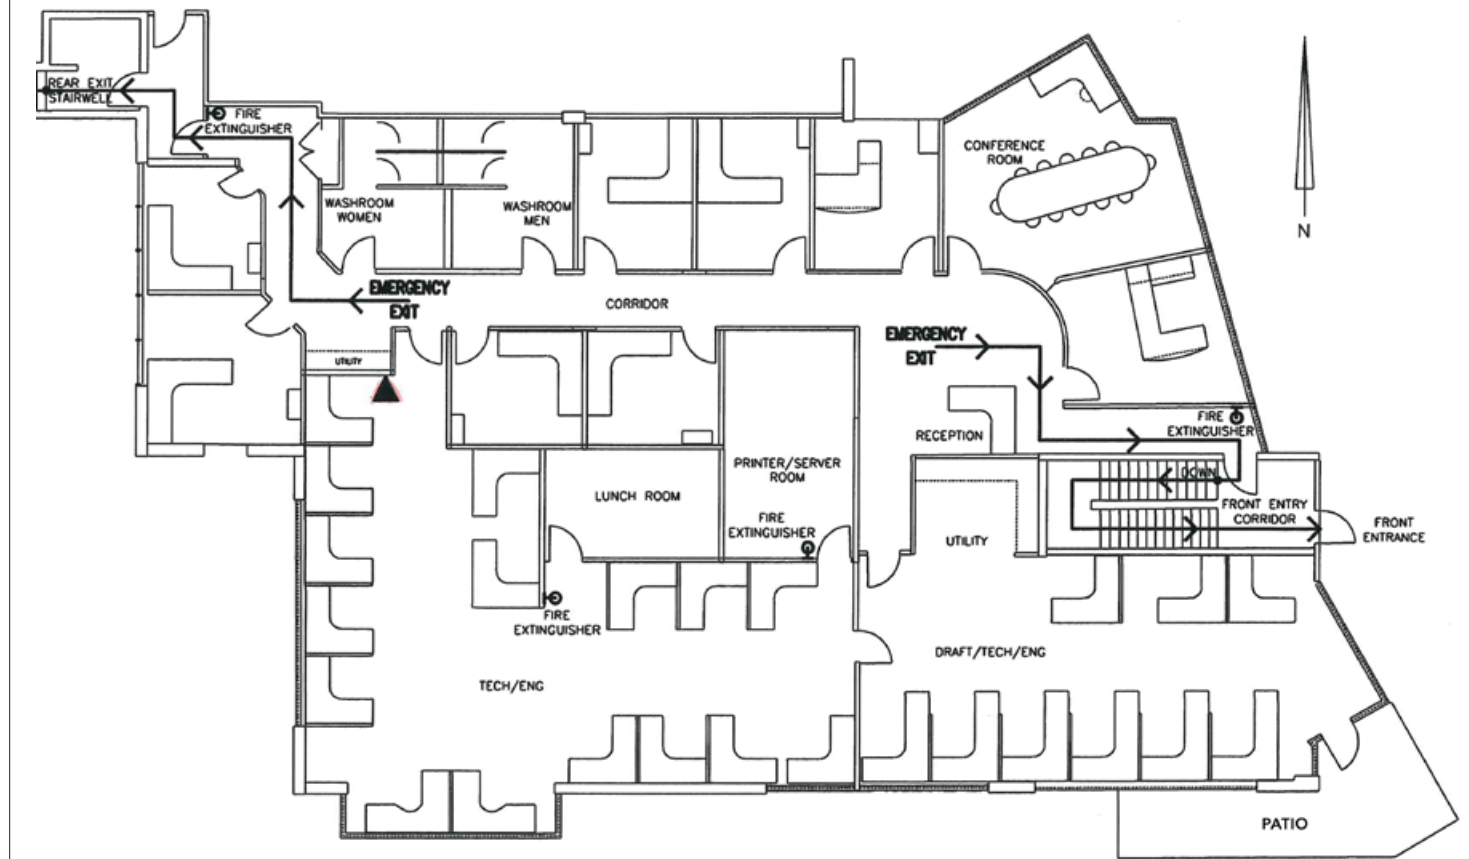 REAR EXIT
STAIRWELL
FIRE
EXTINGUISHER
WASHROOM
WOMEN
WASHROOM
MEN
CONFERENCE
ROOM
N
EMERGENCY
EXIT
CORRIDOR
EMERGENCY
EXIT
UTILITY
RECEPTION
FIRE
EXTINGUISHER
PRINTER/SERVER
ROOM
LUNCH ROOM
FIRE
EXTINGUISHER
DOWN
FRONT ENTRY
CORRIDOR
FRONT
ENTRANCE
UTILITY
FIRE
EXTINGUISHER
TECH/ENG
DRAFT/TECH/ENG
PATIO